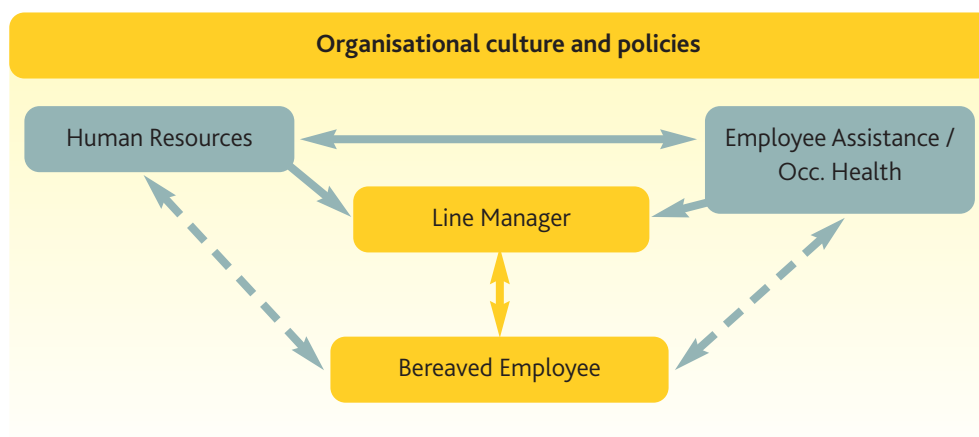 Organisational culture and policies
Human Resources
Employee Assistance /
Occ. Health
Line Manager
Bereaved Employee